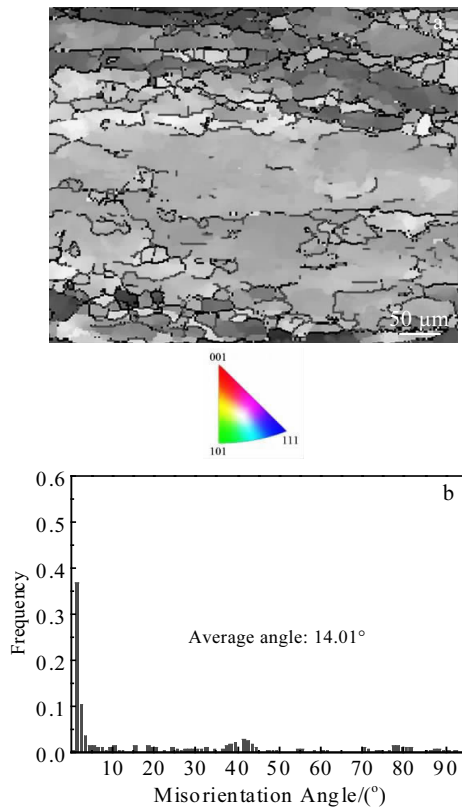 a
50 μm
001
111
101
0.6
b
0.5
0.4
0.3
Average angle: 14.01°
0.2
0.1
0.0
10 20 30 40 50 60 70 80 90
Frequency
Misorientation Angle/(°)